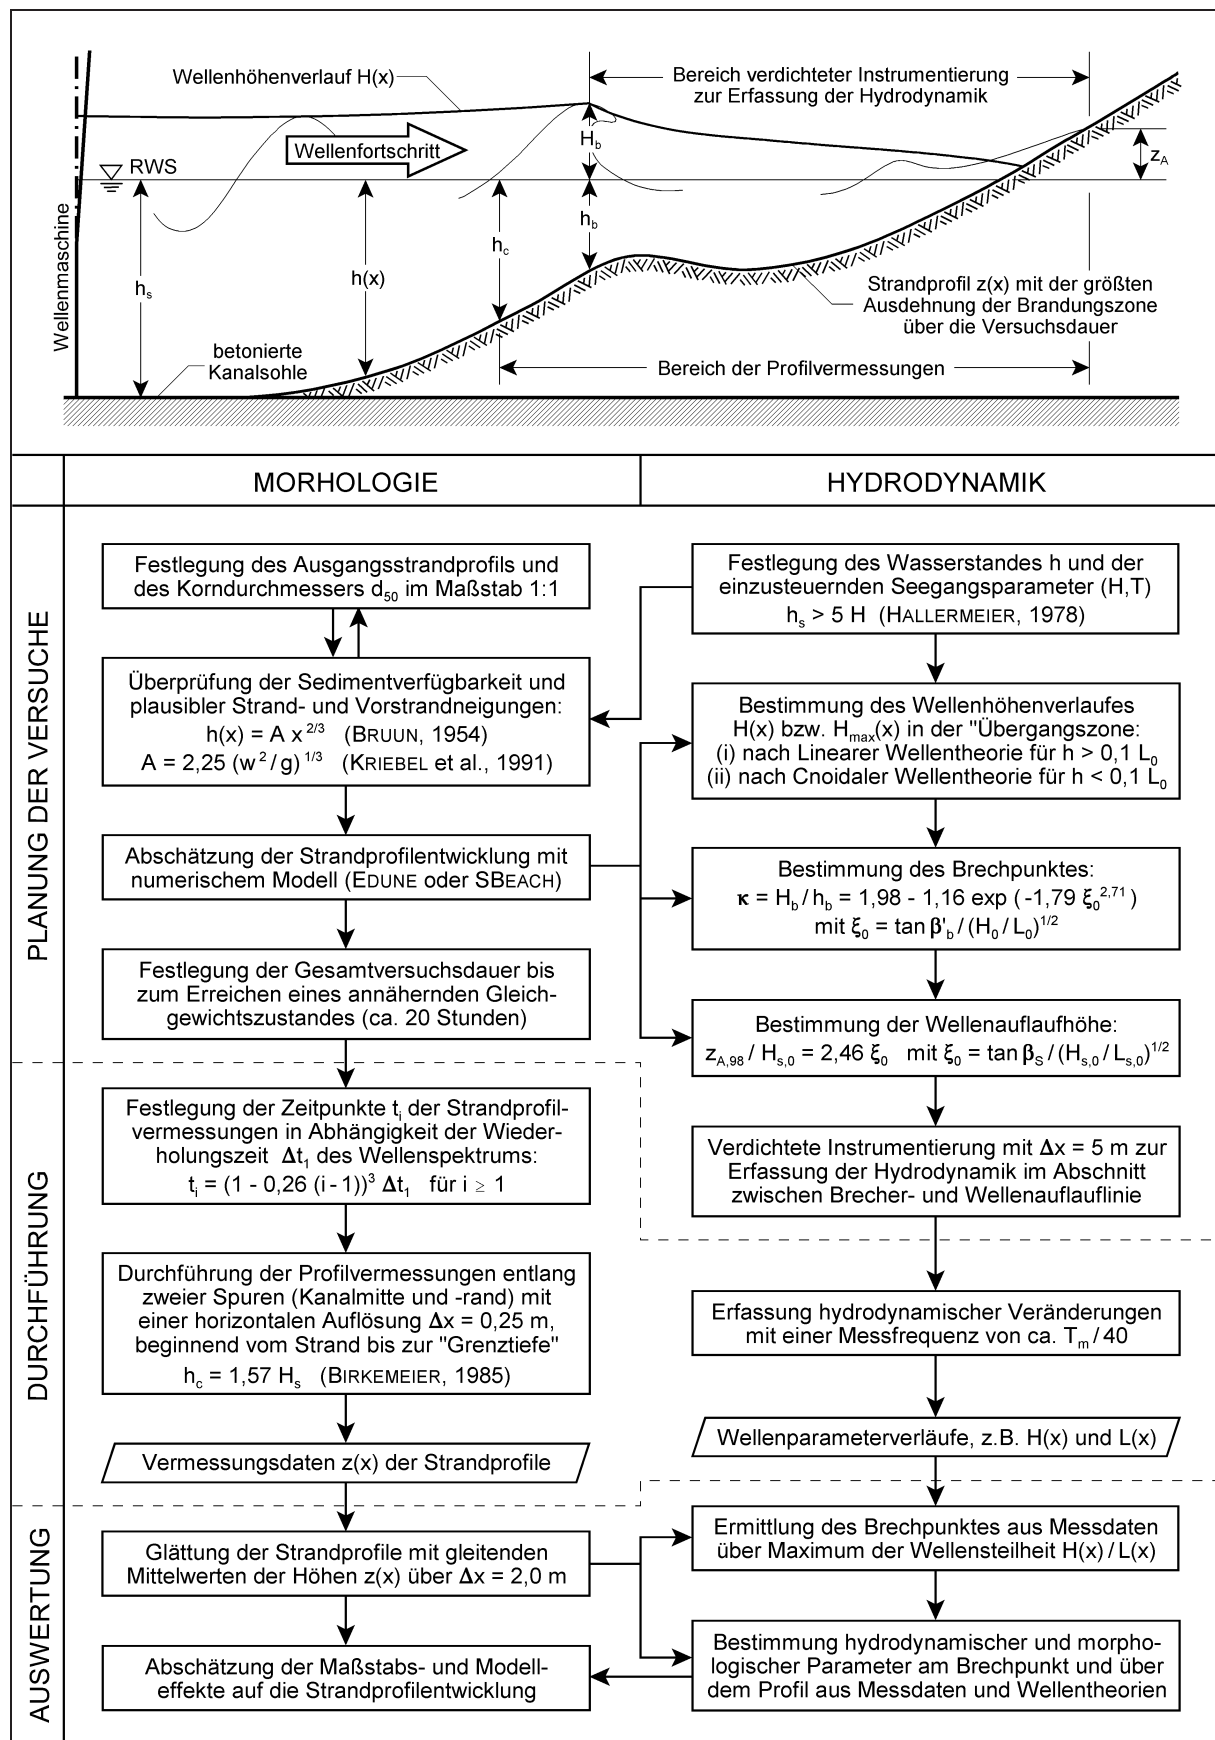 Wellenhöhenverlauf H(x)
Bereich verdichteter Instrumentierung
zur Erfassung der Hydrodynamik
Wellenfortschritt
H_b
z_A
RWS
Wellenmaschine
h_s
h(x)
h_c
h_b
Strandprofil z(x) mit der größten
Ausdehnung der Brandungszone
über die Versuchsdauer
betonierte
Kanalsohle
Bereich der Profilvermessungen
MORHOLOGIE
HYDRODYNAMIK
PLANUNG DER VERSUCHE
Festlegung des Ausgangsstrandprofils und
des Korndurchmessers d_50 im Maßstab 1:1
Überprüfung der Sedimentverfügbarkeit und
plausibler Strand- und Vorstrandneigungen:
h(x) = A x^2/3 (BRUUN, 1954)
A = 2,25 (w^2 / g)^1/3 (KRIEBEL et al., 1991)
Abschätzung der Strandprofilentwicklung mit
numerischem Modell (EDUNE oder SBEACH)
Festlegung der Gesamtversuchsdauer bis
zum Erreichen eines annähernden Gleich-
gewichtszustandes (ca. 20 Stunden)
Festlegung des Wasserstandes h und der
einzusteuernden Seegangsparameter (H,T)
h_s > 5 H (HALLERMEIER, 1978)
Bestimmung des Wellenhöhenverlaufes
H(x) bzw. H_max(x) in der "Übergangszone:
(i) nach Linearer Wellentheorie für h > 0,1 L_0
(ii) nach Cnoidaler Wellentheorie für h < 0,1 L_0
Bestimmung des Brechpunktes:
κ = H_b / h_b = 1,98 - 1,16 exp ( -1,79 ξ_0^2,71 )
mit ξ_0 = tan β'_b / (H_0 / L_0)^1/2
Bestimmung der Wellenauflaufhöhe:
z_A,98 / H_s,0 = 2,46 ξ_0 mit ξ_0 = tan β_S / (H_s,0 / L_s,0)^1/2
Verdichtete Instrumentierung mit Δx = 5 m zur
Erfassung der Hydrodynamik im Abschnitt
zwischen Brecher- und Wellenauflauflinie
DURCHFÜHRUNG
Festlegung der Zeitpunkte t_i der Strandprofil-
vermessungen in Abhängigkeit der Wieder-
holungszeit Δt_1 des Wellenspektrums:
t_i = (1 - 0,26 (i - 1))^3 Δt_1 für i ≥ 1
Durchführung der Profilvermessungen entlang
zweier Spuren (Kanalmitte und -rand) mit
einer horizontalen Auflösung Δx = 0,25 m,
beginnend vom Strand bis zur "Grenztiefe"
h_c = 1,57 H_s (BIRKEMEIER, 1985)
Vermessungsdaten z(x) der Strandprofile
Erfassung hydrodynamischer Veränderungen
mit einer Messfrequenz von ca. T_m / 40
Wellenparameterverläufe, z.B. H(x) und L(x)
AUSWERTUNG
Glättung der Strandprofile mit gleitenden
Mittelwerten der Höhen z(x) über Δx = 2,0 m
Abschätzung der Maßstabs- und Modell-
effekte auf die Strandprofilentwicklung
Ermittlung des Brechpunktes aus Messdaten
über Maximum der Wellensteilheit H(x) / L(x)
Bestimmung hydrodynamischer und morpho-
logischer Parameter am Brechpunkt und über
dem Profil aus Messdaten und Wellentheorien